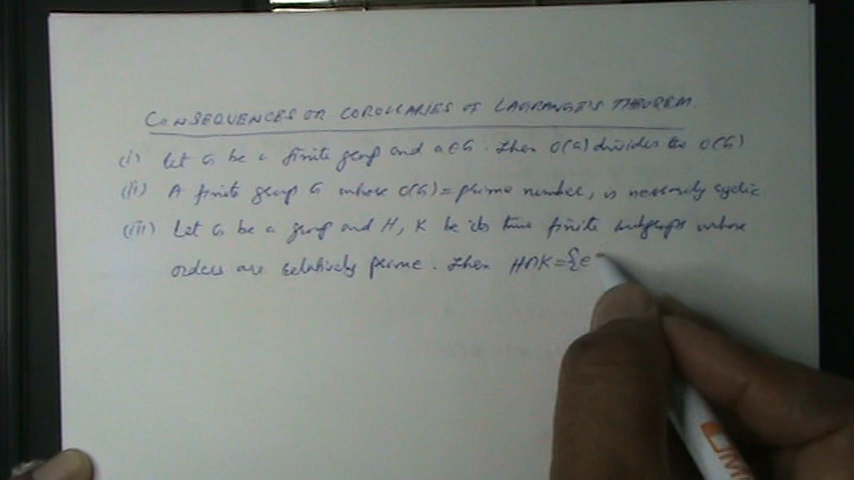 CONSEQUENCES OR COROLLARIES OF LAGRANGE'S THEOREM.
(i) Let G be a finite group and a∈G. Then O(a) divides the O(G)
(ii) A finite group G whose O(G) = prime number, is necessarily cyclic
(iii) Let G be a group and H, K be its two finite subgroups whose
orders are relatively prime. Then H∩K={e